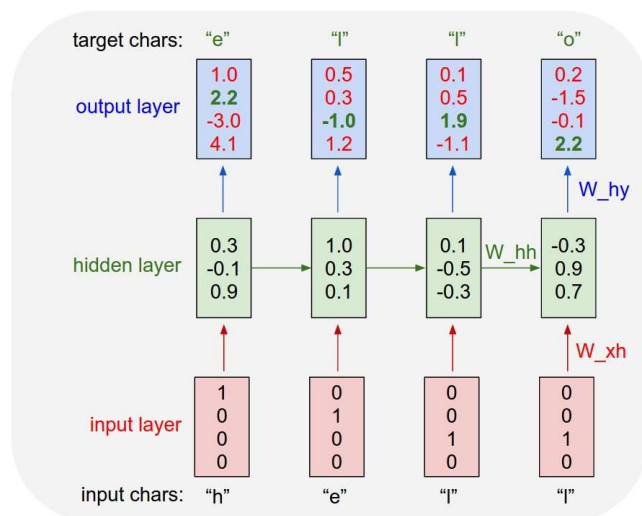 target chars: “e” “l” “l” “o”
1.0 0.5 0.1 0.2
output layer 2.2 0.3 0.5 -1.5
-3.0 -1.0 1.9 -0.1
4.1 1.2 -1.1 2.2
W_hy
0.3 1.0 0.1 W_hh -0.3
hidden layer -0.1 0.3 -0.5 0.9
0.9 0.1 -0.3 0.7
W_xh
1 0 0 0
input layer 0 1 0 0
0 0 1 1
0 0 0 0
input chars: “h” “e” “l” “l”